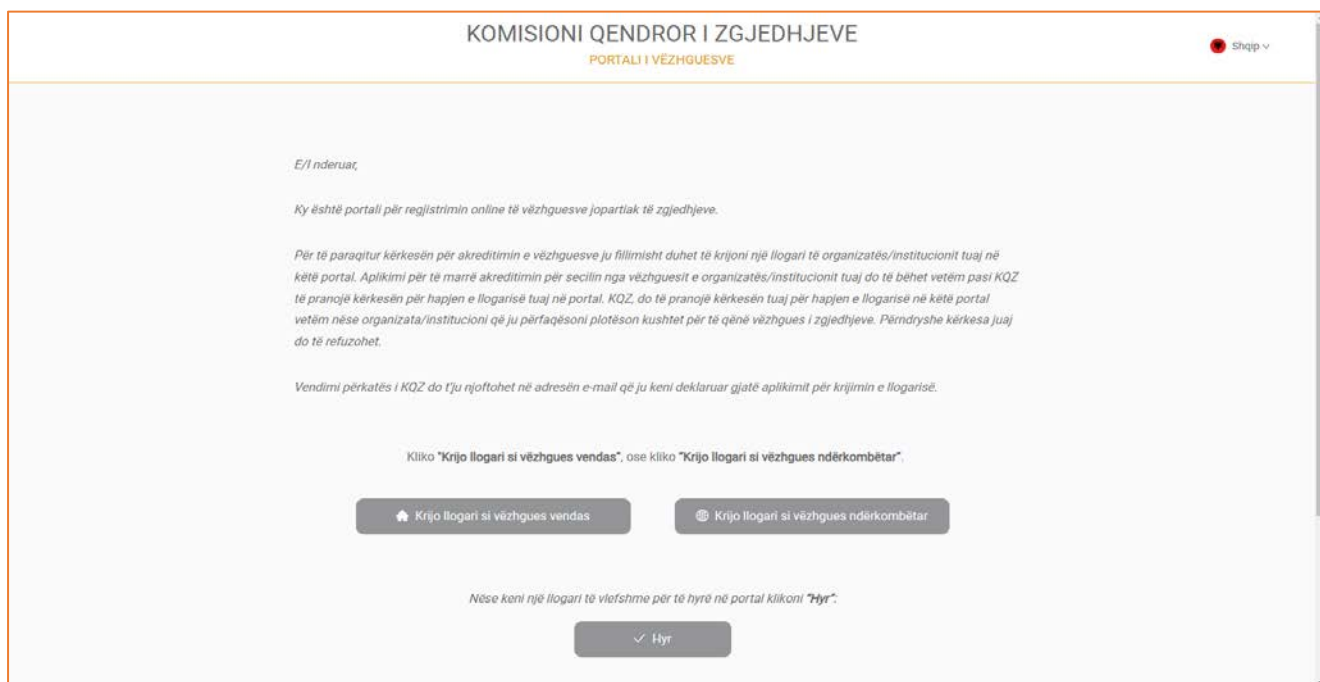 KOMISIONI QENDROR I ZGJEDHJEVE
PORTALI I VËZHGUESVE
Shqip
E/I nderuar,
Ky është portali për regjistrimin online të vëzhguesve jopartiak të zgjedhjeve.
Për të paraqitur kërkesën për akreditimin e vëzhguesve ju fillimisht duhet të krijoni një llogari të organizatës/institucionit tuaj në
këtë portal. Aplikimi për të marrë akreditimin për secilin nga vëzhguesit e organizatës/institucionit tuaj do të bëhet vetëm pasi KQZ
të pranojë kërkesën për hapjen e llogarisë tuaj në portal. KQZ, do të pranojë kërkesën tuaj për hapjen e llogarisë në këtë portal
vetëm nëse organizata/institucioni që ju përfaqësoni plotëson kushtet për të qënë vëzhgues i zgjedhjeve. Përndryshe kërkesa juaj
do të refuzohet.
Vendimi përkatës i KQZ do t'ju njoftohet në adresën e-mail që ju keni deklaruar gjatë aplikimit për krijimin e llogarisë.
Kliko "Krijo llogari si vëzhgues vendas", ose kliko "Krijo llogari si vëzhgues ndërkombëtar".
Krijo llogari si vëzhgues vendas
Krijo llogari si vëzhgues ndërkombëtar
Nëse keni një llogari të vlefshme për të hyrë në portal klikoni "Hyr":
Hyr